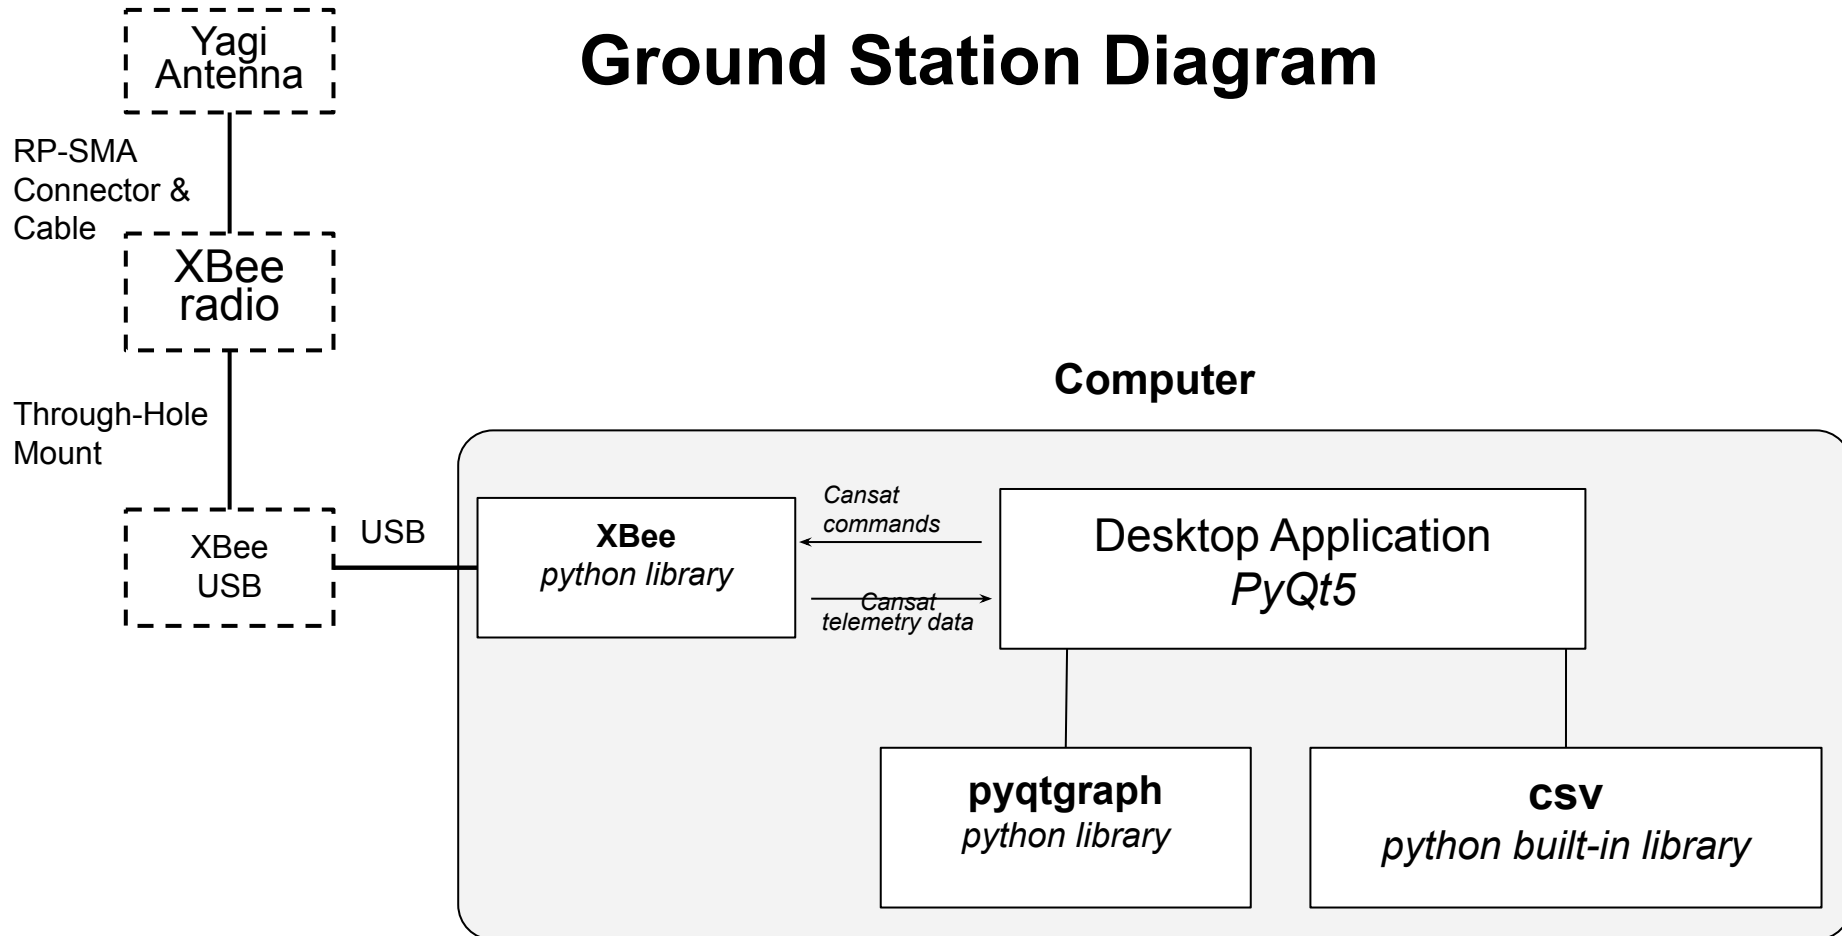 Ground Station Diagram
Yagi
Antenna
RP-SMA
Connector &
Cable
XBee
radio
Through-Hole
Mount
XBee
USB
USB
Computer
XBee
python library
Cansat
commands
Cansat
telemetry data
Desktop Application
PyQt5
pyqtgraph
python library
csv
python built-in library